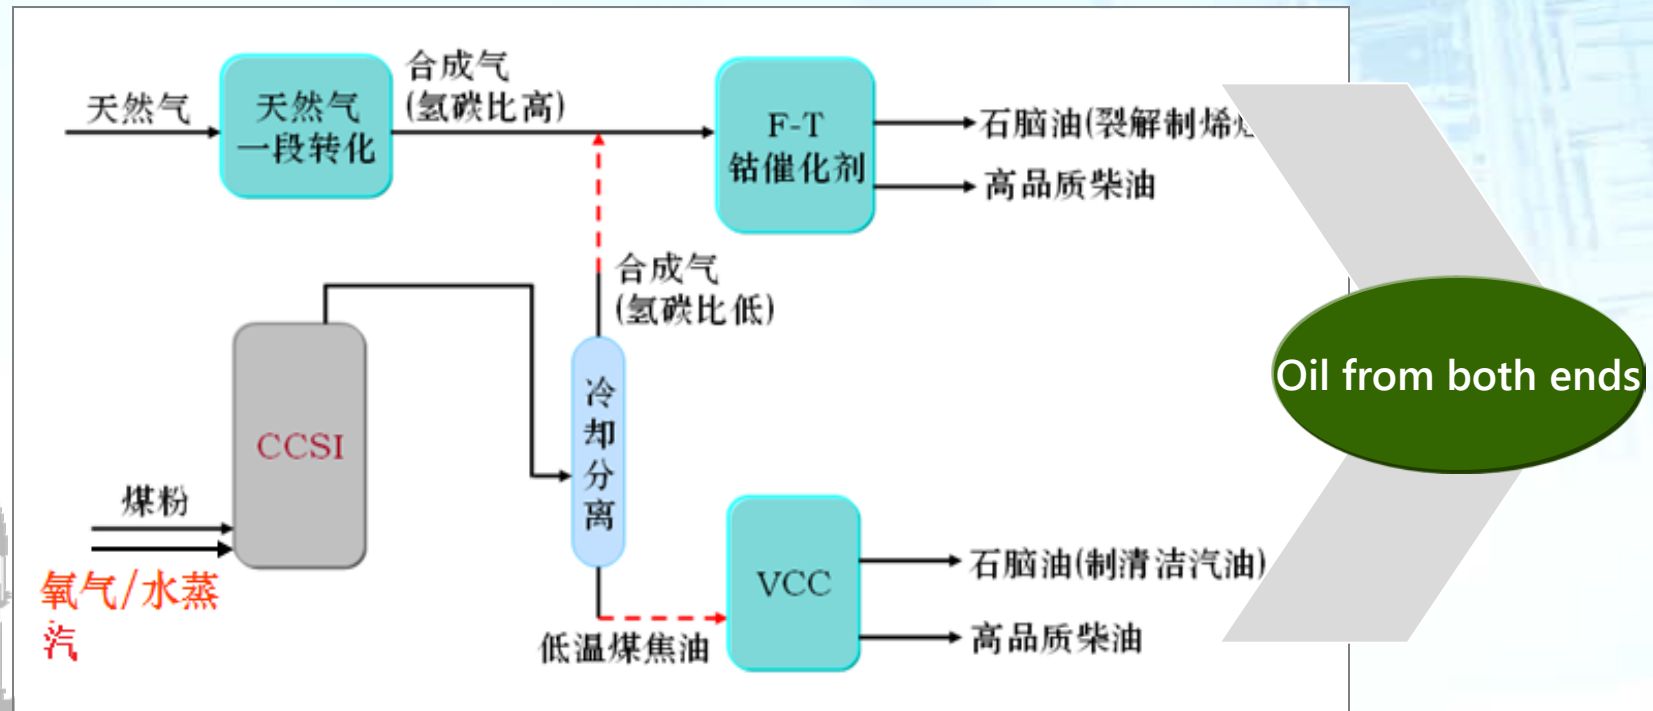 天然气
天然气
一段转化
合成气
(氢碳比高)
F-T
钴催化剂
石脑油(裂解制烯
高品质柴油
合成气
(氢碳比低)
CCSI
冷却分离
煤粉
氧气/水蒸
汽
低温煤焦油
VCC
石脑油(制清洁汽油)
高品质柴油
Oil from both ends